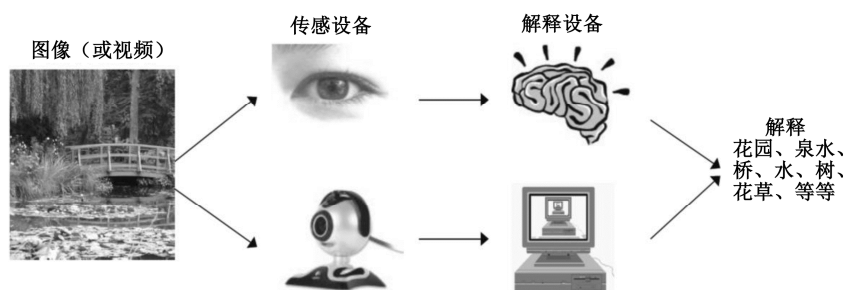 图像（或视频）
传感设备
解释设备
解释
花园、泉水、
桥、水、树、
花草、等等